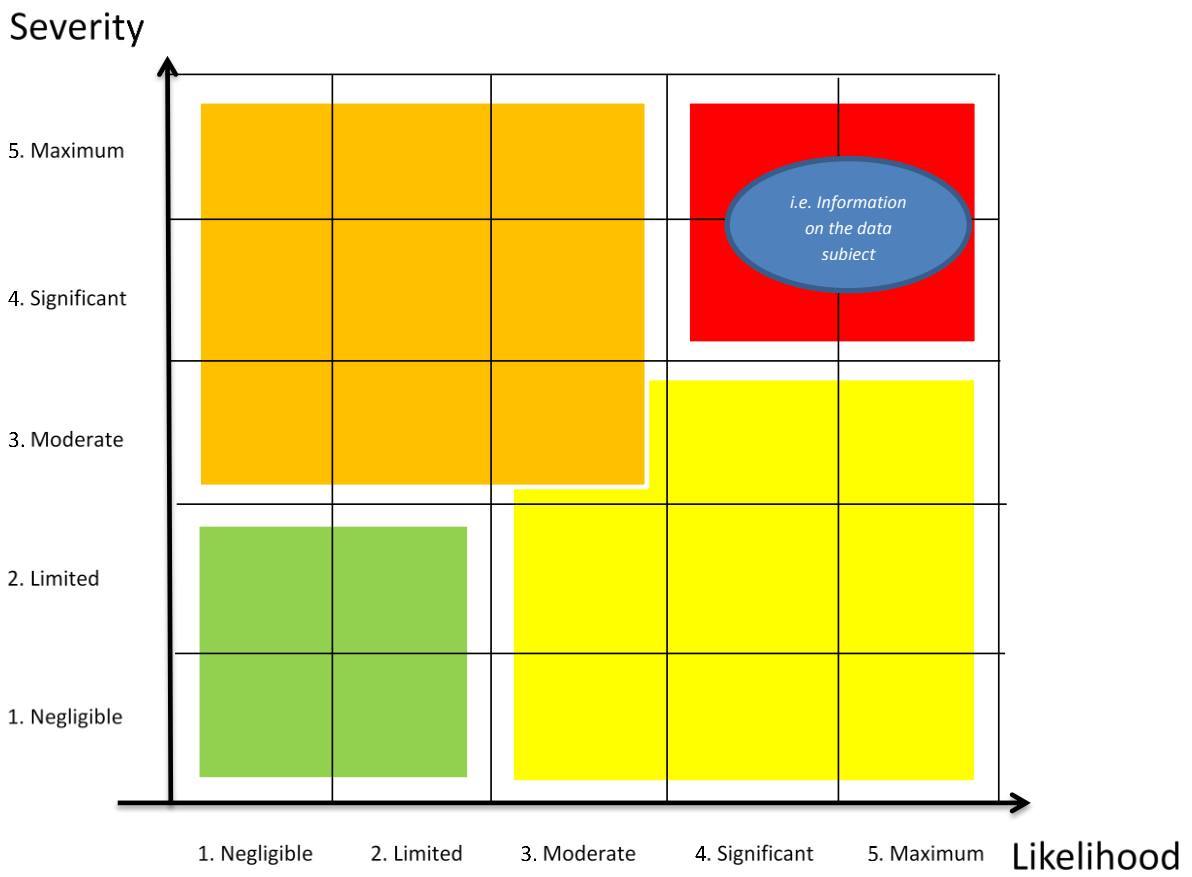 Severity
5. Maximum
i.e. Information
on the data
subject
4. Significant
3. Moderate
2. Limited
1. Negligible
1. Negligible 2. Limited 3. Moderate 4. Significant 5. Maximum
Likelihood